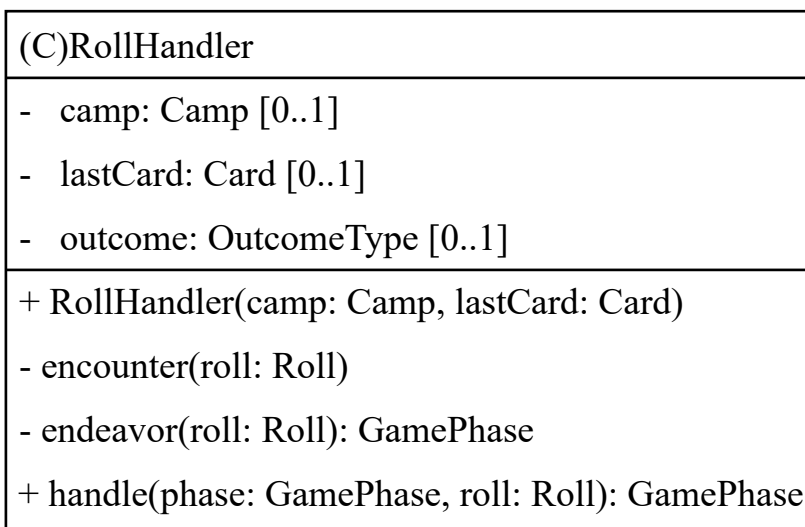 (C)RollHandler
- camp: Camp [0..1]
- lastCard: Card [0..1]
- outcome: OutcomeType [0..1]
+ RollHandler(camp: Camp, lastCard: Card)
- encounter(roll: Roll)
- endeavor(roll: Roll): GamePhase
+ handle(phase: GamePhase, roll: Roll): GamePhase